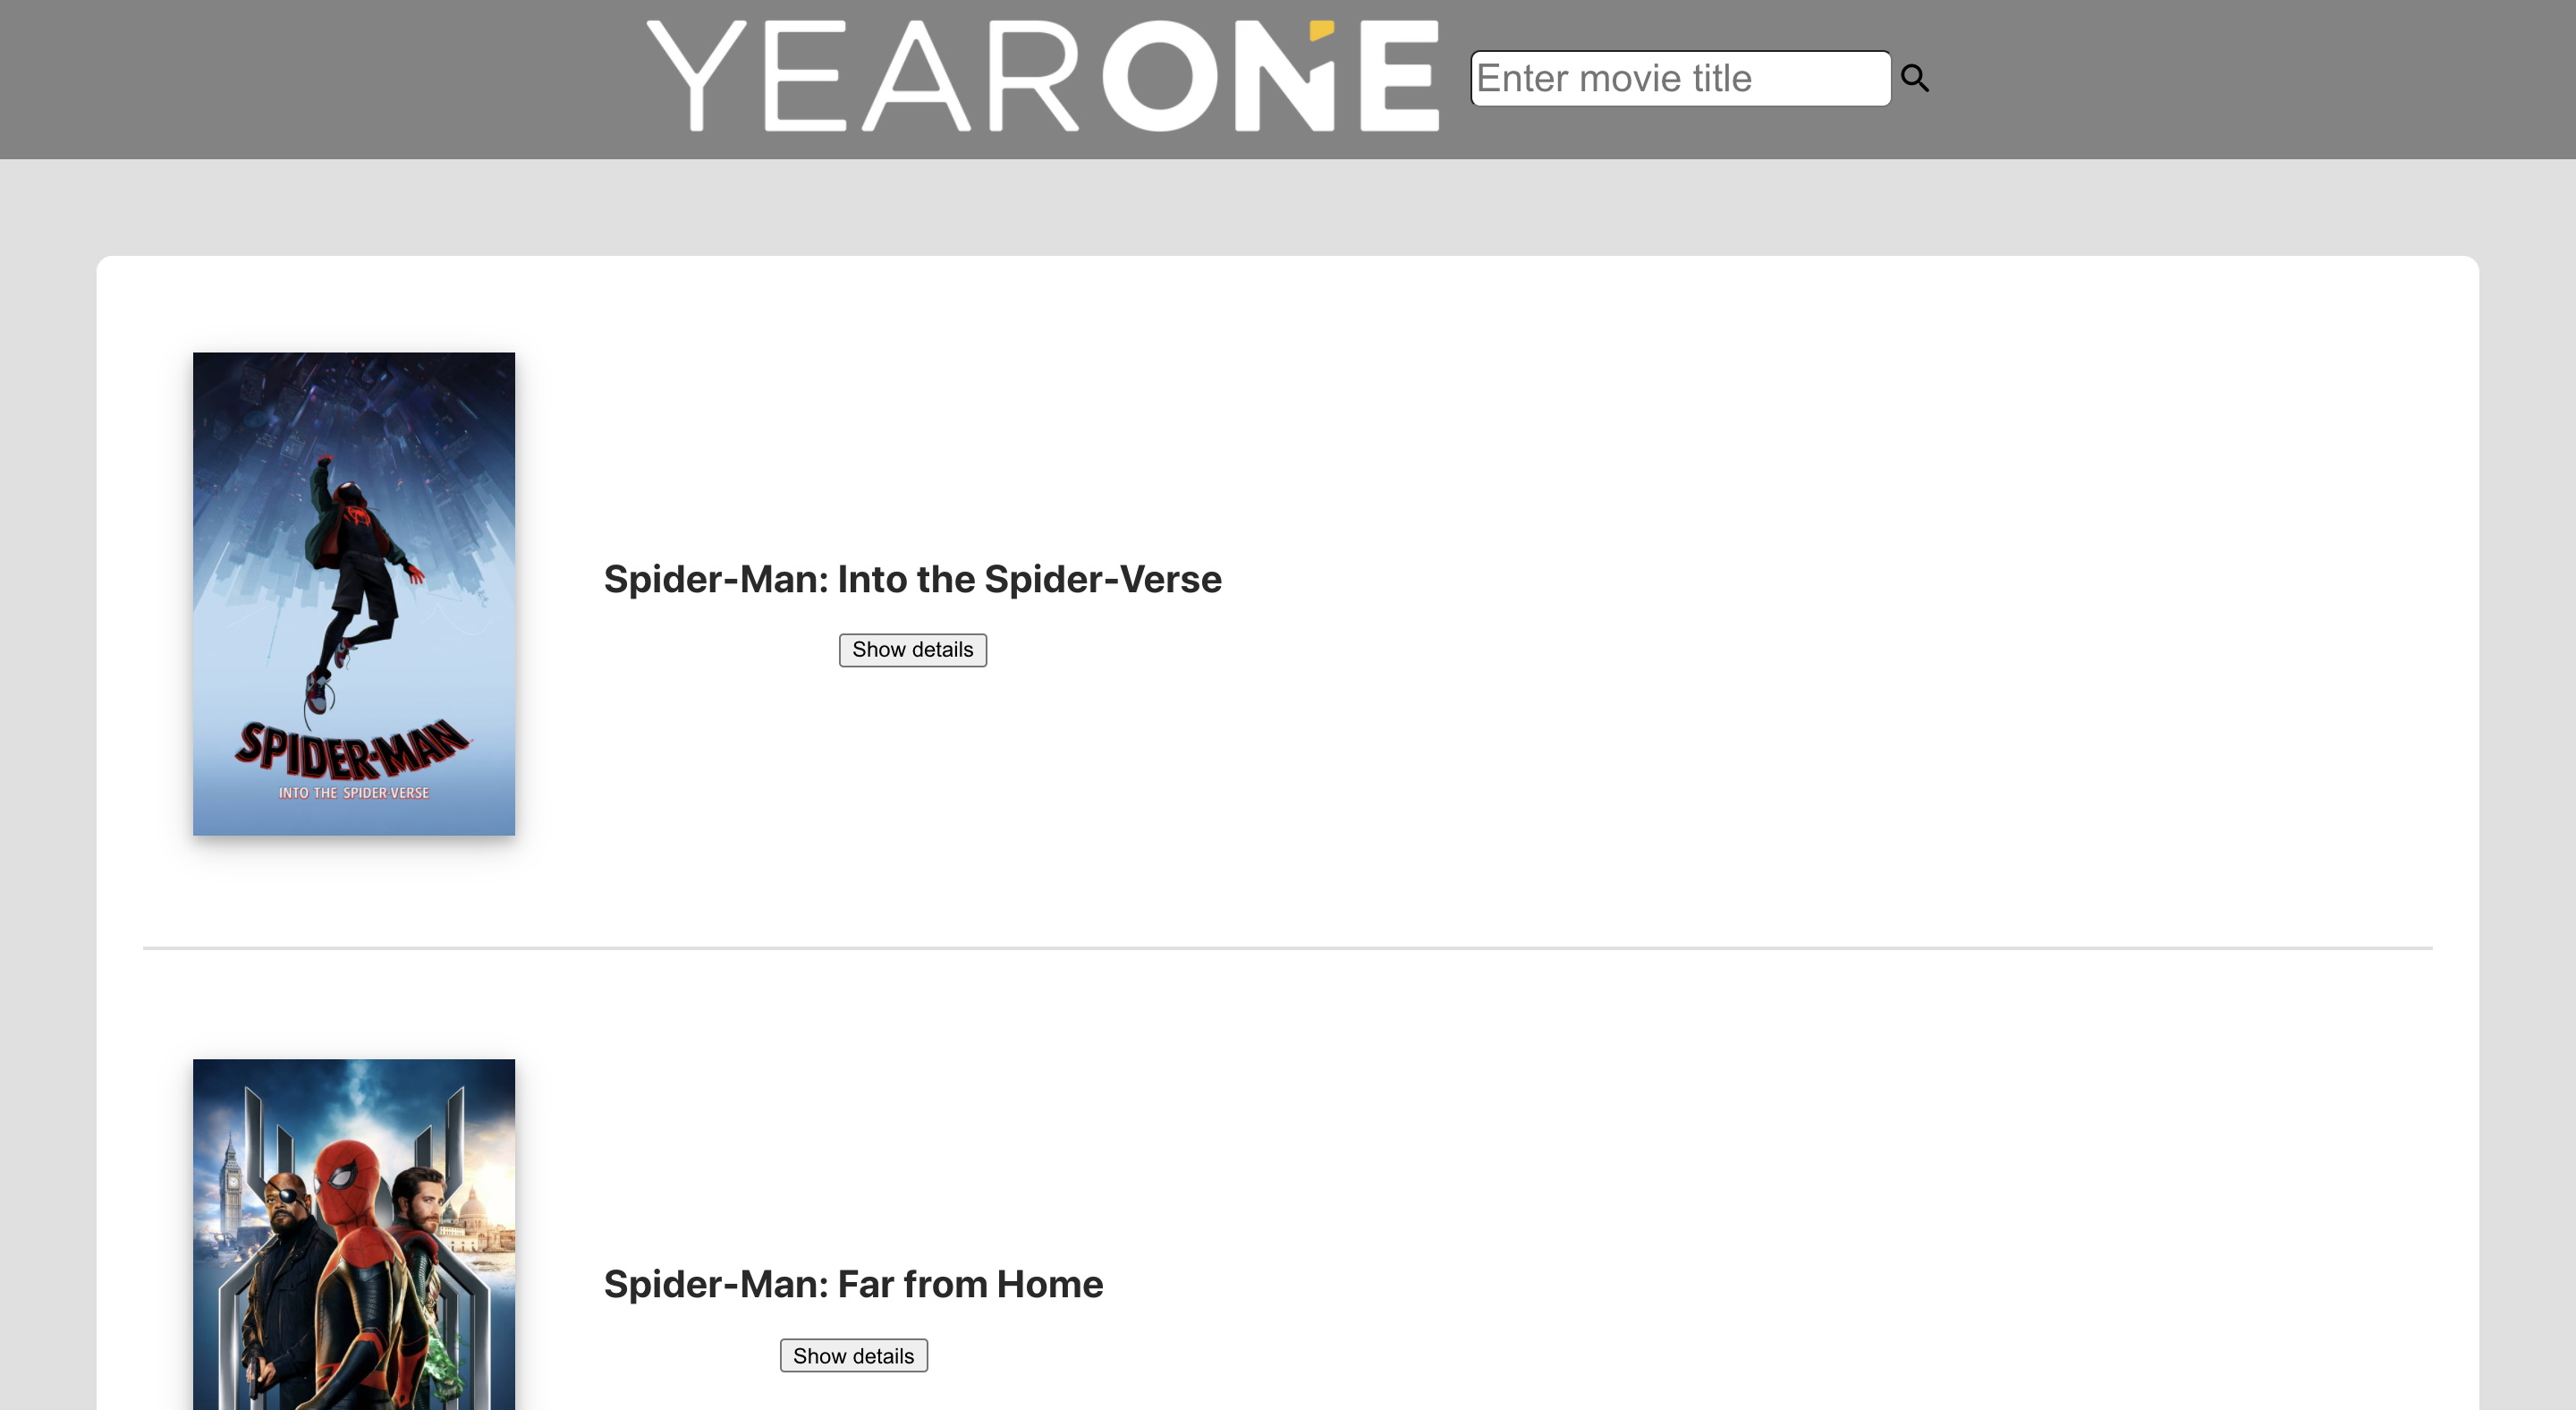 YEARONE
Enter movie title
SPIDER-MAN
INTO THE SPIDER-VERSE
Spider-Man: Into the Spider-Verse
Show details
Spider-Man: Far from Home
Show details